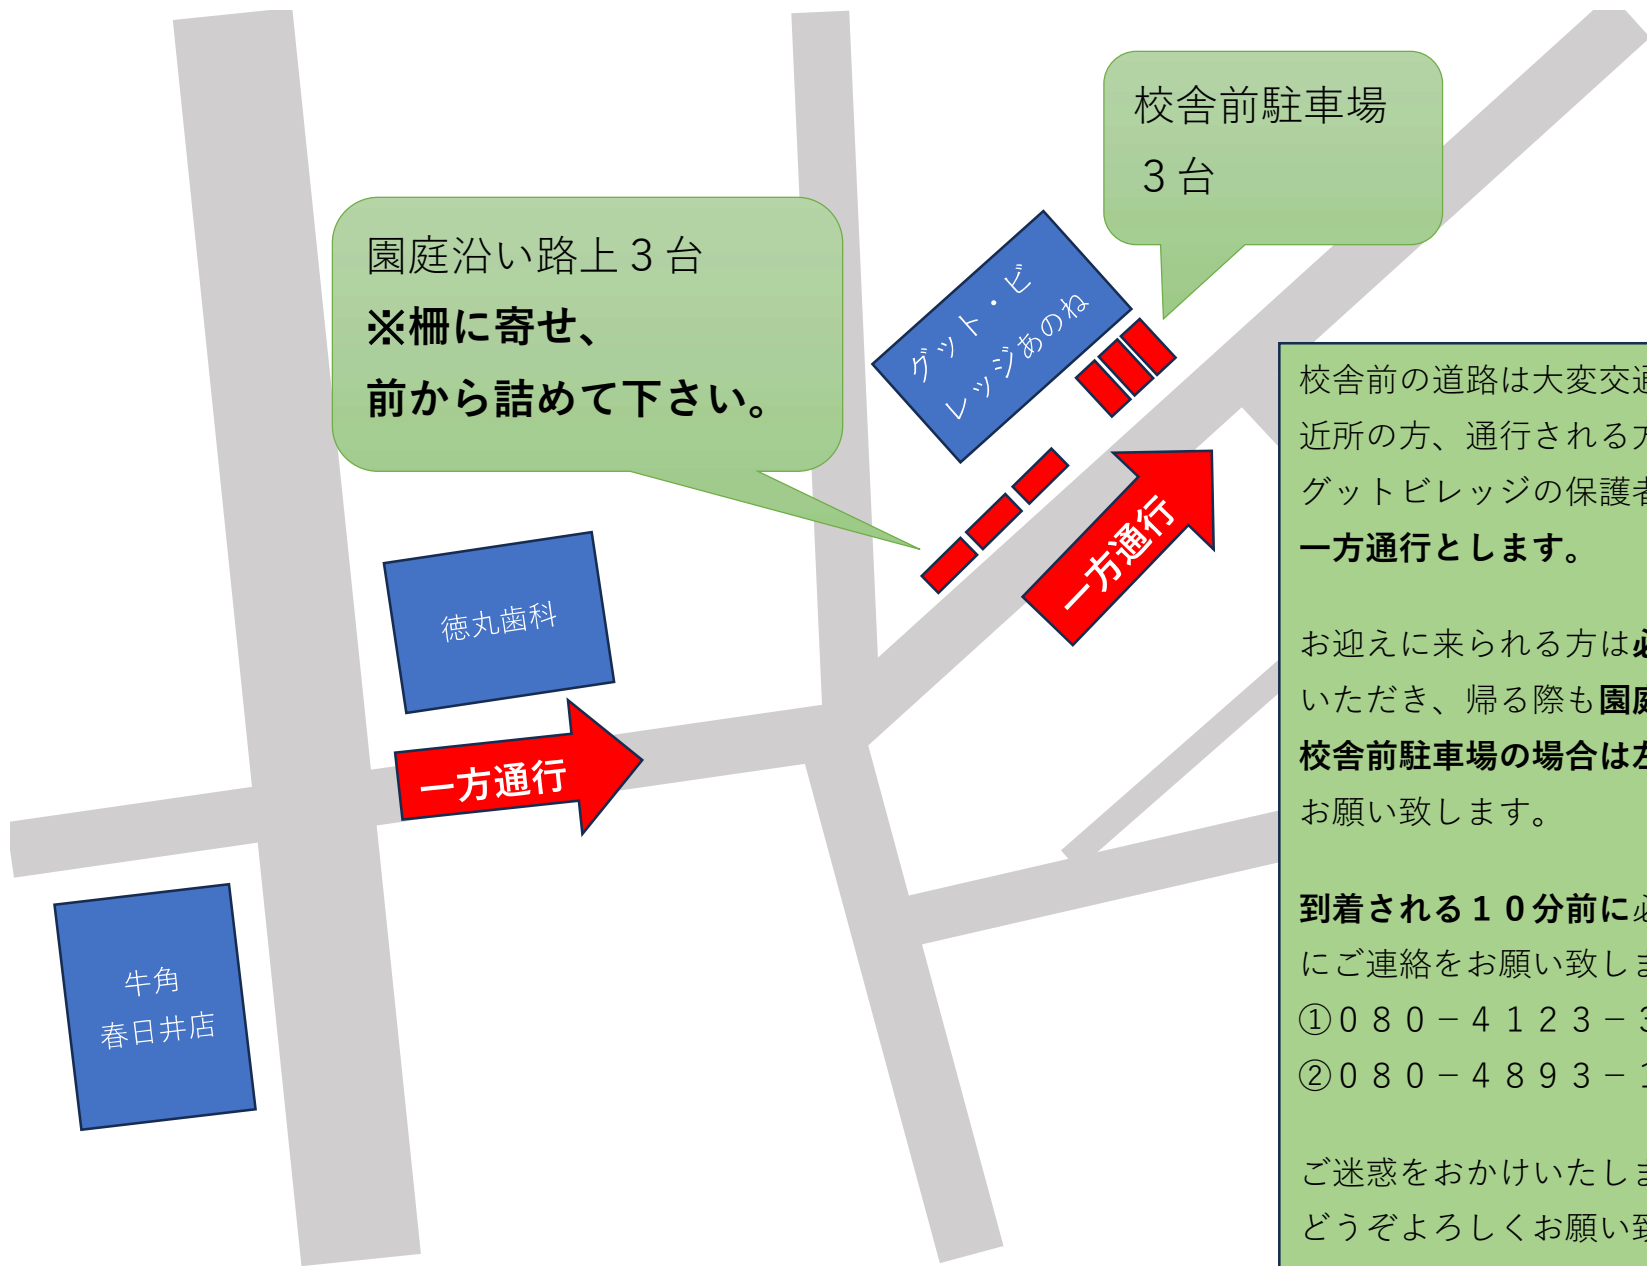 校舎前駐車場
３台
園庭沿い路上３台
※柵に寄せ、
前から詰めて下さい。
グット・ビ
レッジあのね
一方通行
徳丸歯科
一方通行
牛角
春日井店
校舎前の道路は大変交通
近所の方、通行される
グットビレッジの保護
一方通行とします。
お迎えに来られる方は
いただき、帰る際も園
校舎前駐車場の場合は
お願い致します。
到着される１０分前に
にご連絡をお願い致し
①０８０－４１２３－
②０８０－４８９３－
ご迷惑をおかけいたし
どうぞよろしくお願い